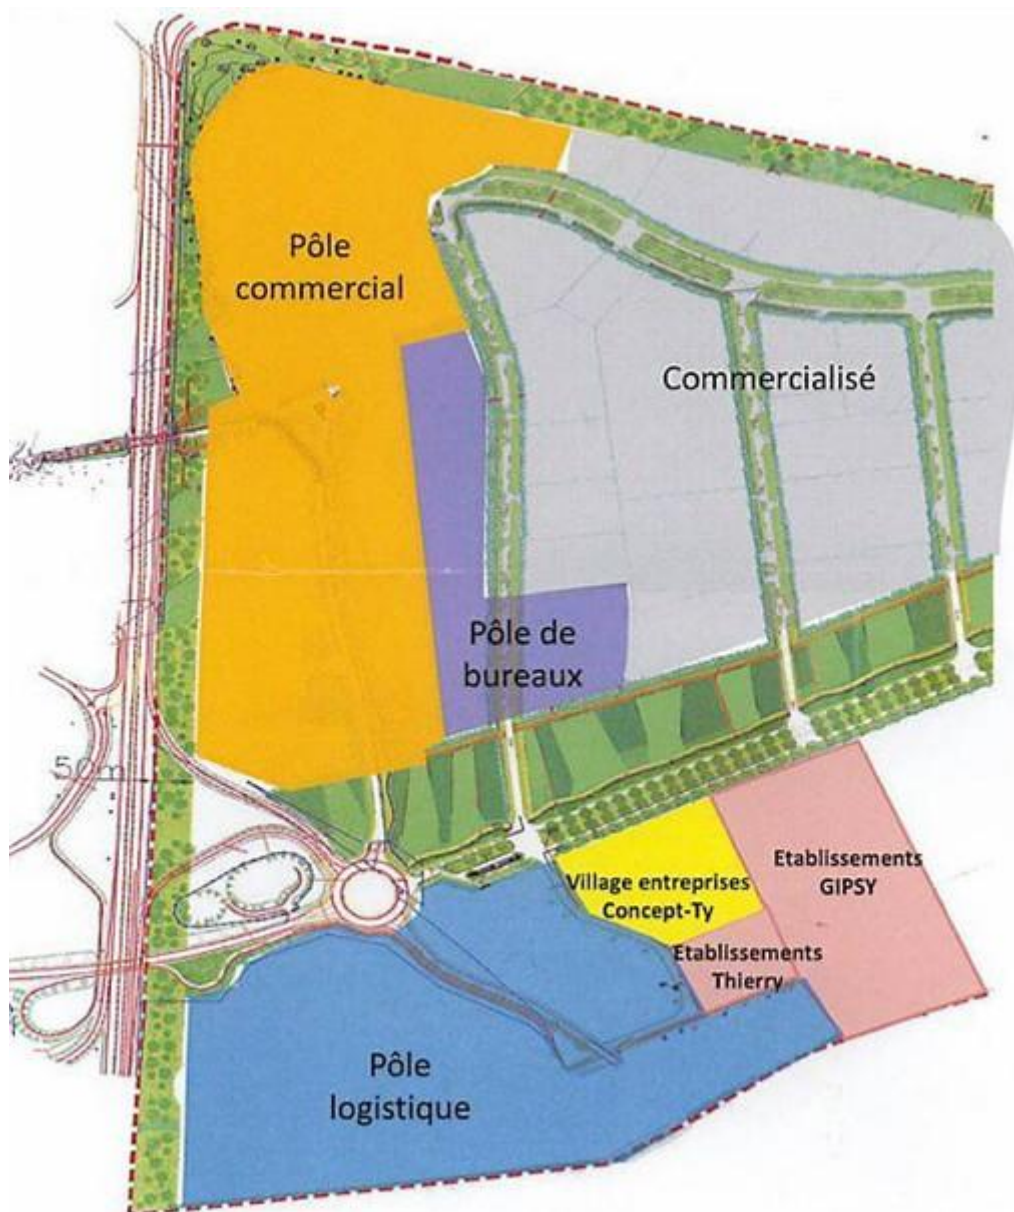 Pôle
commercial
Commercialisé
Pôle de
bureaux
50m
Etablissements
GIPSY
Village entreprises
Concept-Ty
Etablissements
Thierry
Pôle
logistique